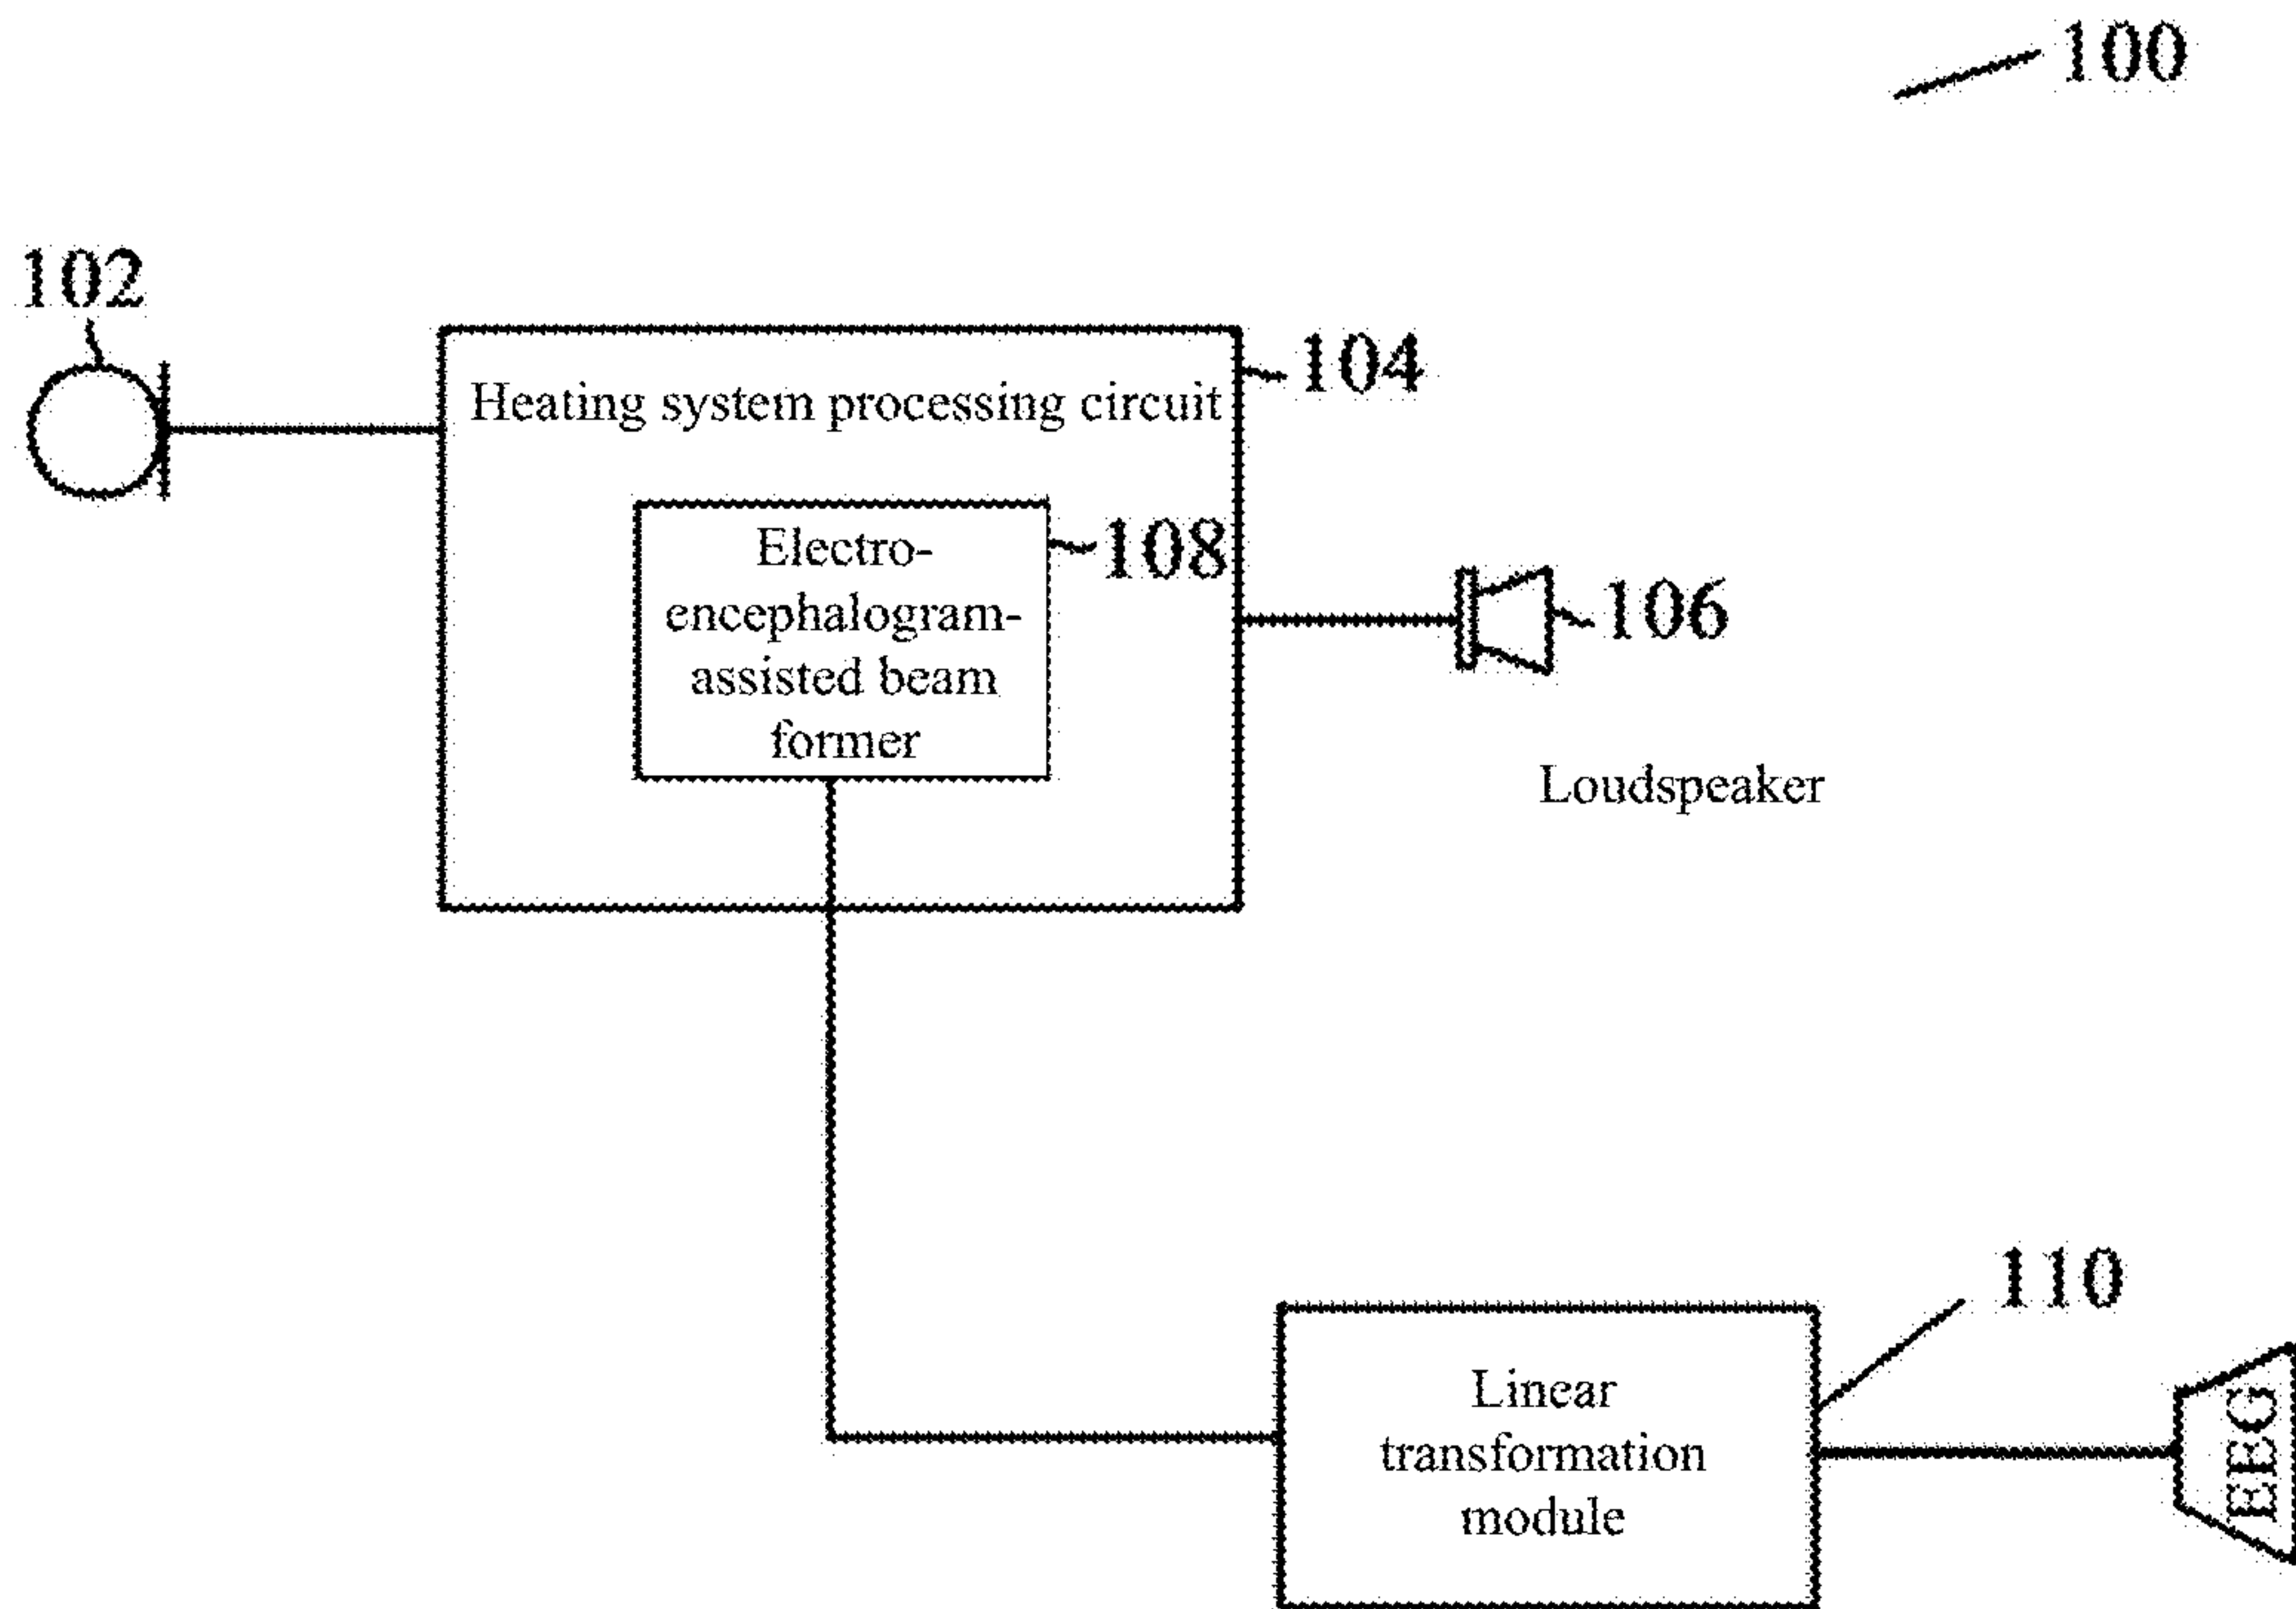 100
102
104
Heating system processing circuit
Electro-
encephalogram-
assisted beam
former
108
106
Loudspeaker
110
Linear
transformation
module
EEG